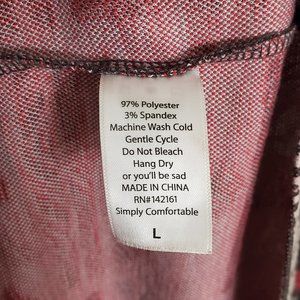 97% Polyester
3% Spandex
Machine Wash Cold
Gentle Cycle
Do Not Bleach
Hang Dry
or you'll be sad
MADE IN CHINA
RN#142161
Simply Comfortable
L